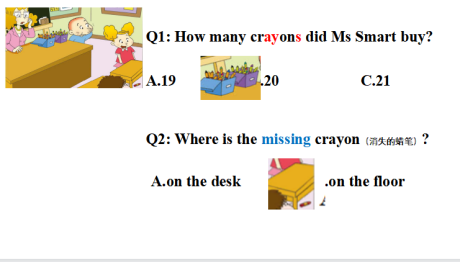 Q1: How many crayons did Ms Smart buy?
A.19 .20 C.21
Q2: Where is the missing crayon (消失的蜡笔) ?
A.on the desk .on the floor